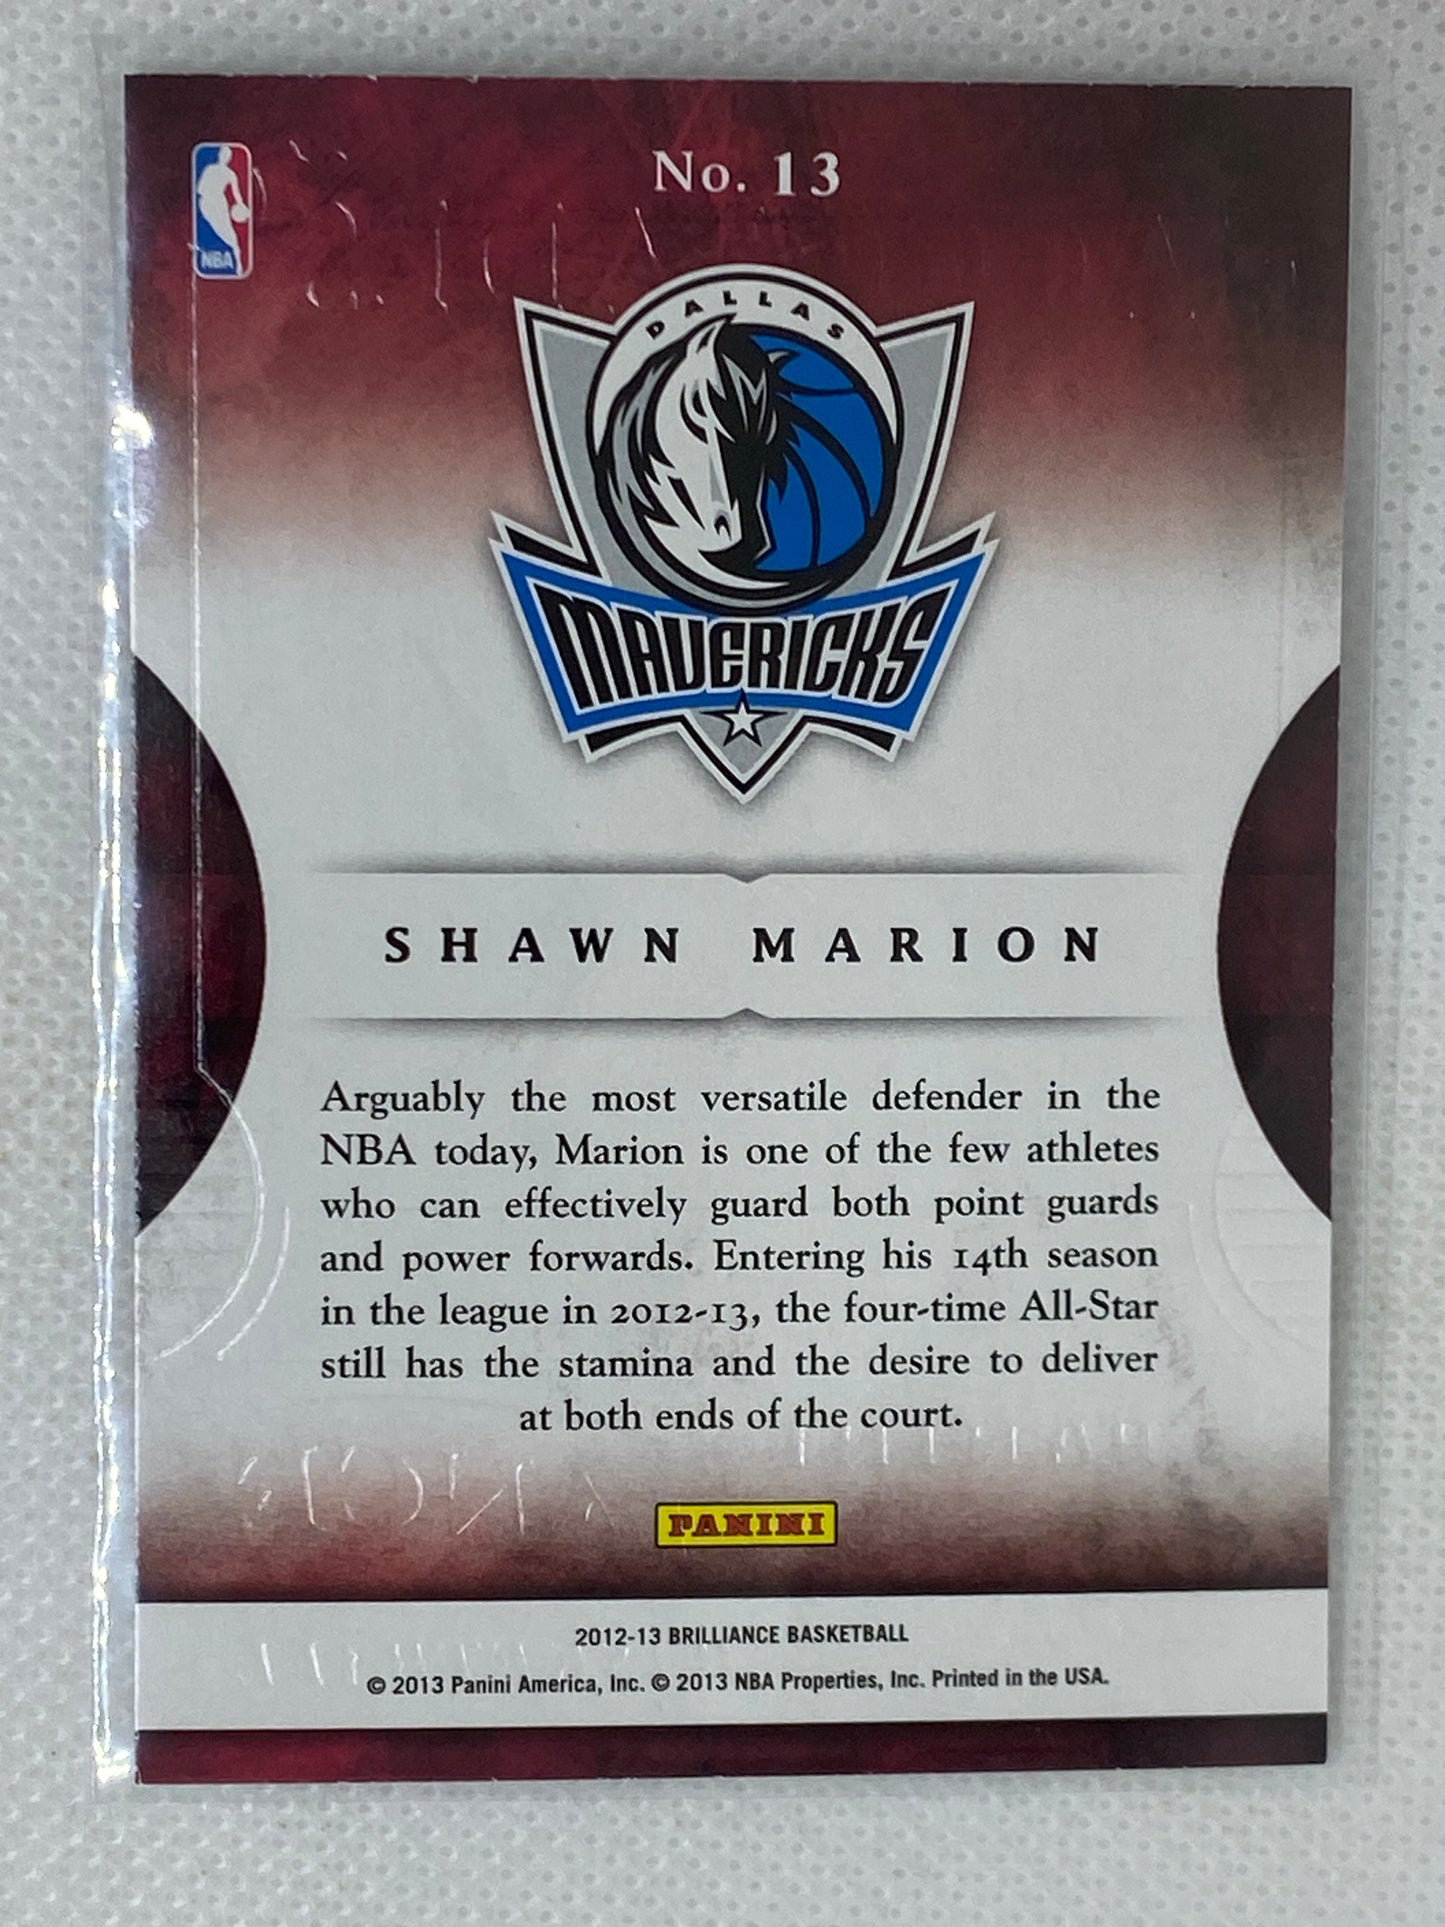 No. 13
NBA
DALLAS
MAVERICKS
SHAWN MARION
Arguably the most versatile defender in the
NBA today, Marion is one of the few athletes
who can effectively guard both point guards
and power forwards. Entering his 14th season
in the league in 2012-13, the four-time All-Star
still has the stamina and the desire to deliver
at both ends of the court.
PANINI
2012-13 BRILLIANCE BASKETBALL
© 2013 Panini America, Inc. © 2013 NBA Properties, Inc. Printed in the USA.